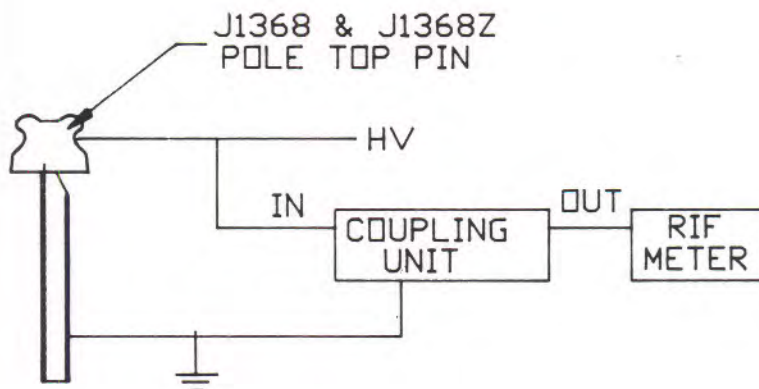 J1368 & J1368Z
POLE TOP PIN
HV
IN
OUT
COUPLING
UNIT
RIF
METER